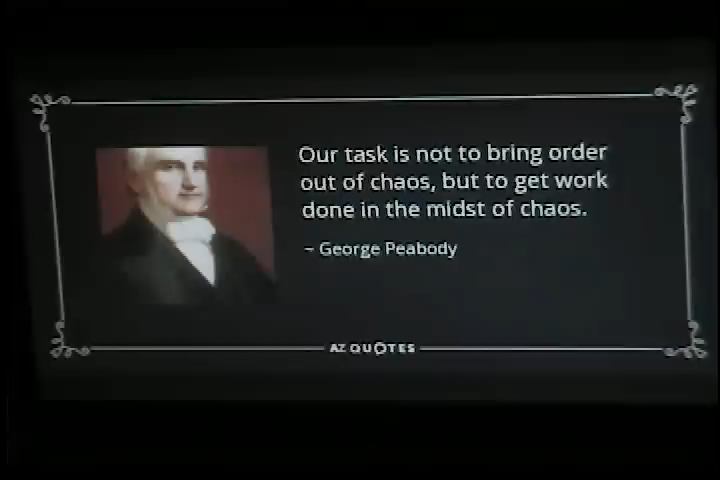 Our task is not to bring order
out of chaos, but to get work
done in the midst of chaos.
~ George Peabody
AZ QUOTES